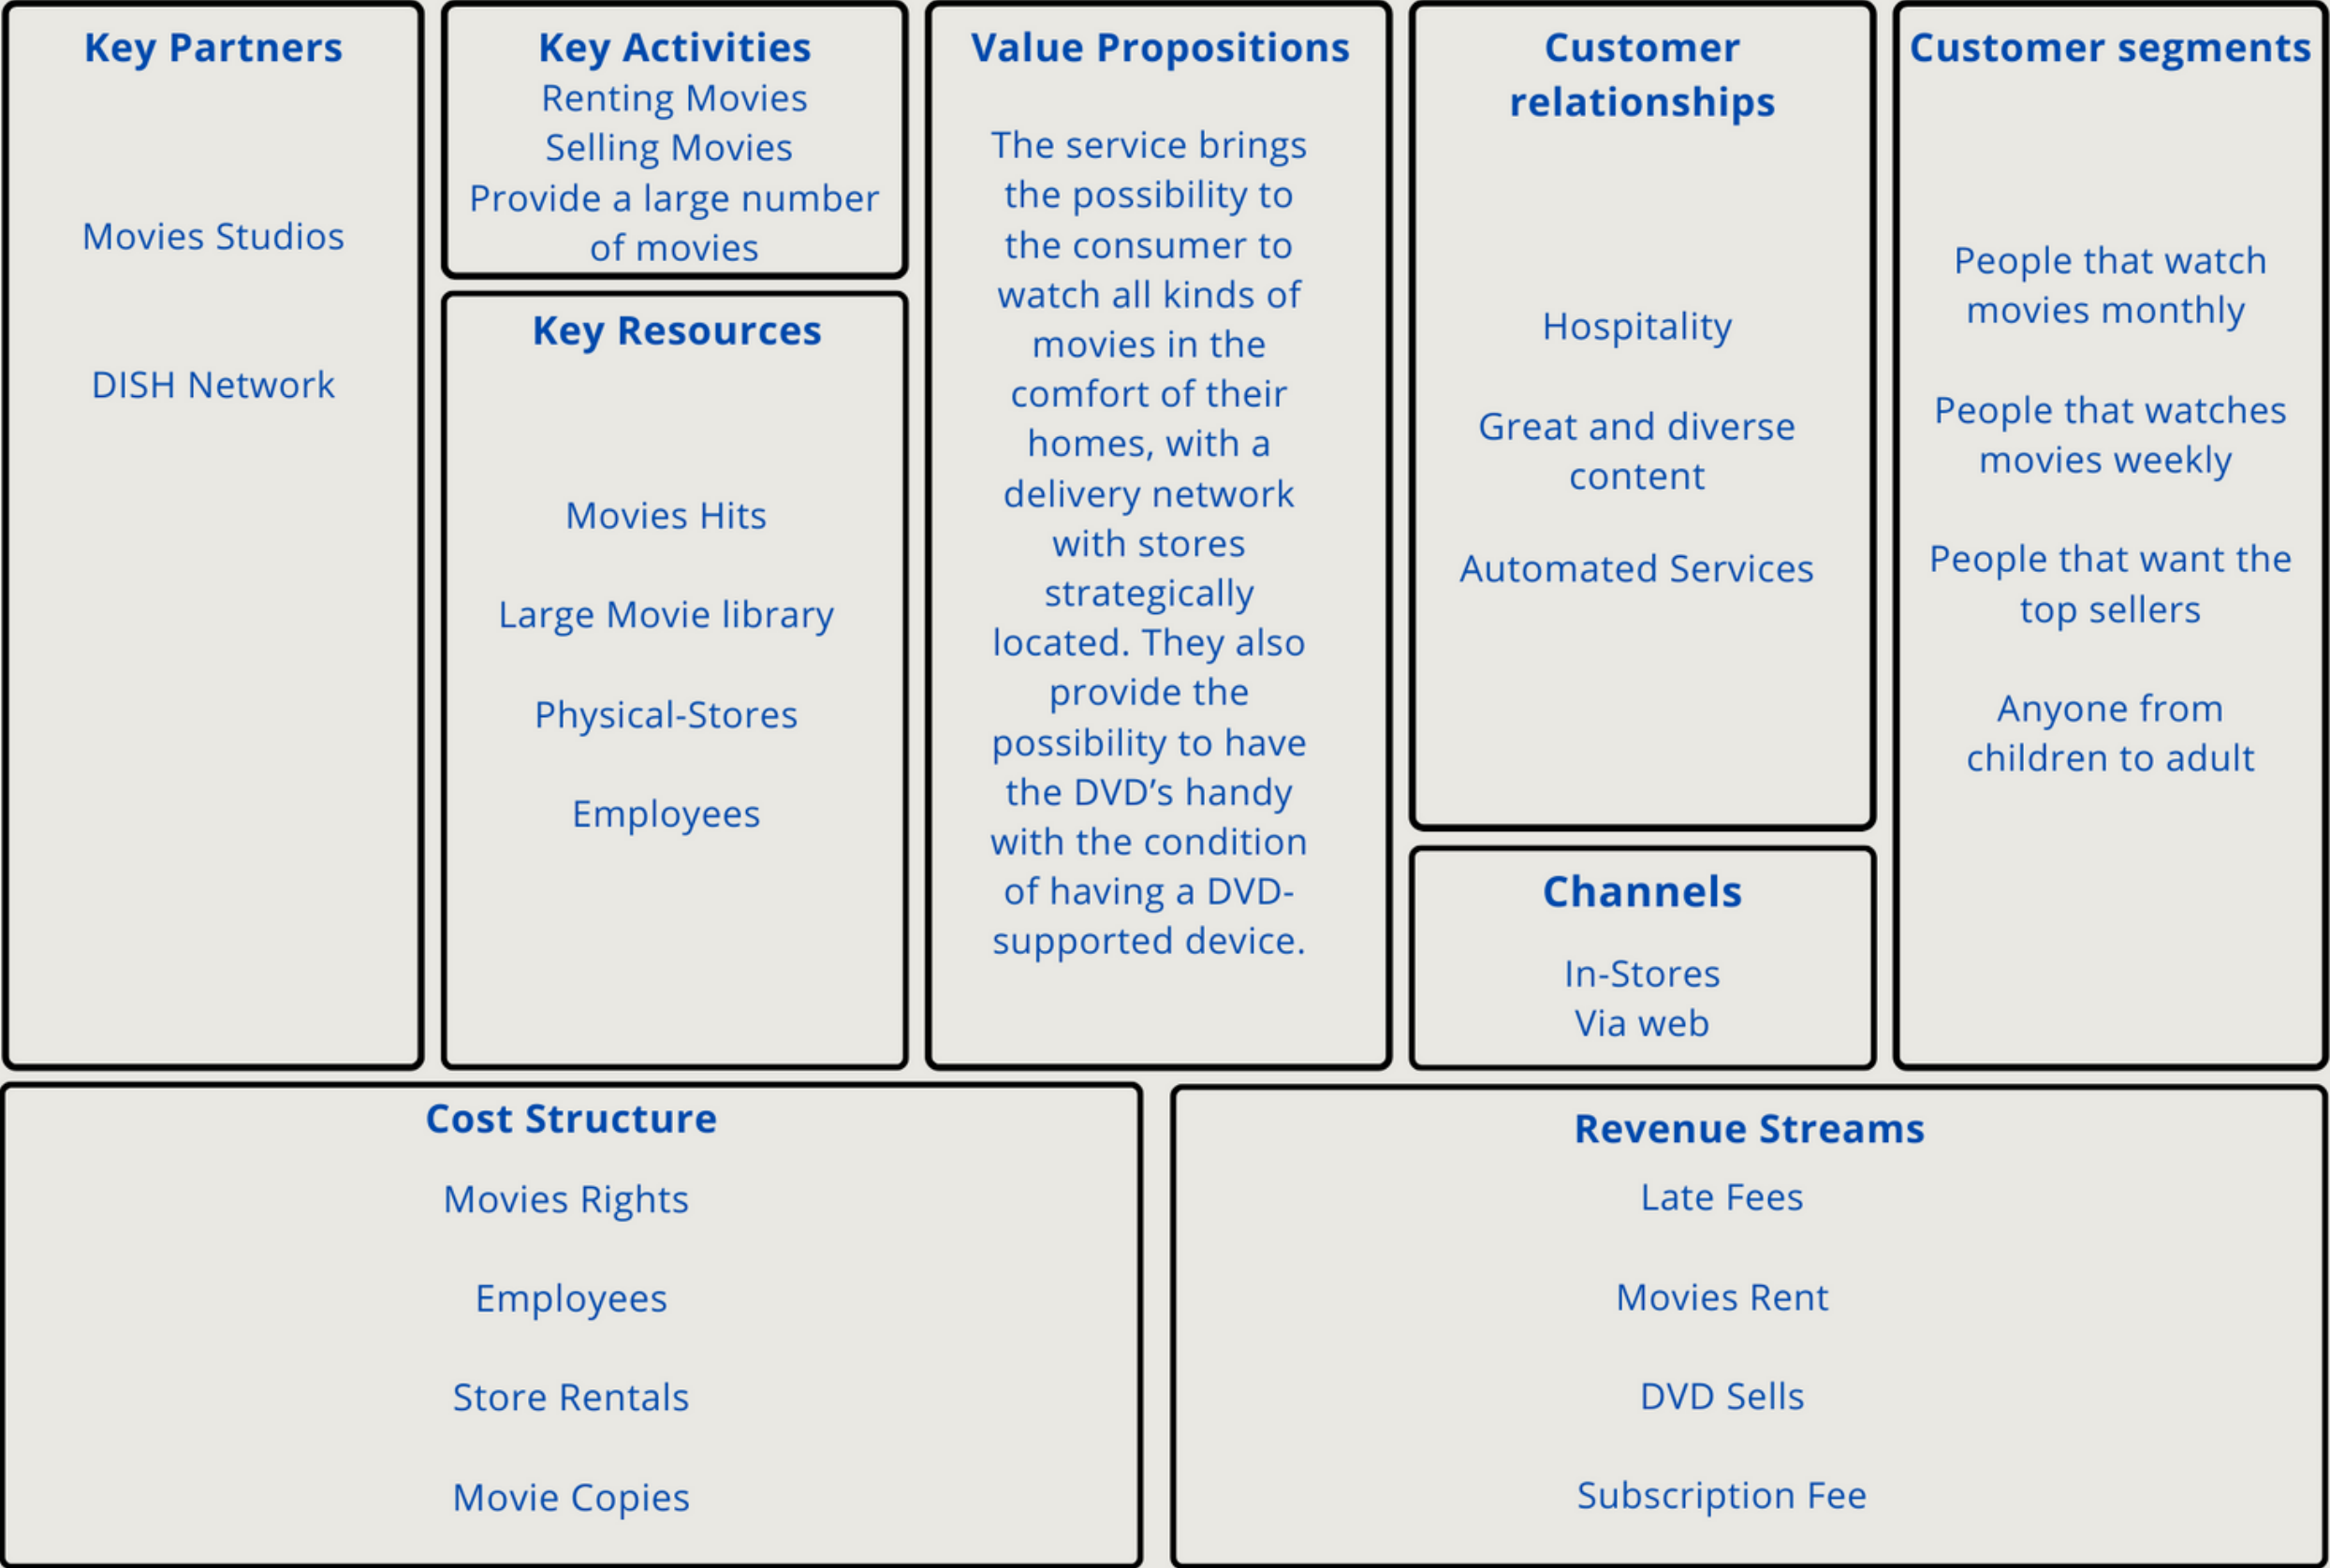 Key Partners
Movies Studios
DISH Network
Key Activities
Renting Movies
Selling Movies
Provide a large number
of movies
Key Resources
Movies Hits
Large Movie library
Physical-Stores
Employees
Value Propositions
The service brings
the possibility to
the consumer to
watch all kinds of
movies in the
comfort of their
homes, with a
delivery network
with stores
strategically
located. They also
provide the
possibility to have
the DVD’s handy
with the condition
of having a DVD-
supported device.
Customer
relationships
Hospitality
Great and diverse
content
Automated Services
Channels
In-Stores
Via web
Customer segments
People that watch
movies monthly
People that watches
movies weekly
People that want the
top sellers
Anyone from
children to adult
Cost Structure
Movies Rights
Employees
Store Rentals
Movie Copies
Revenue Streams
Late Fees
Movies Rent
DVD Sells
Subscription Fee